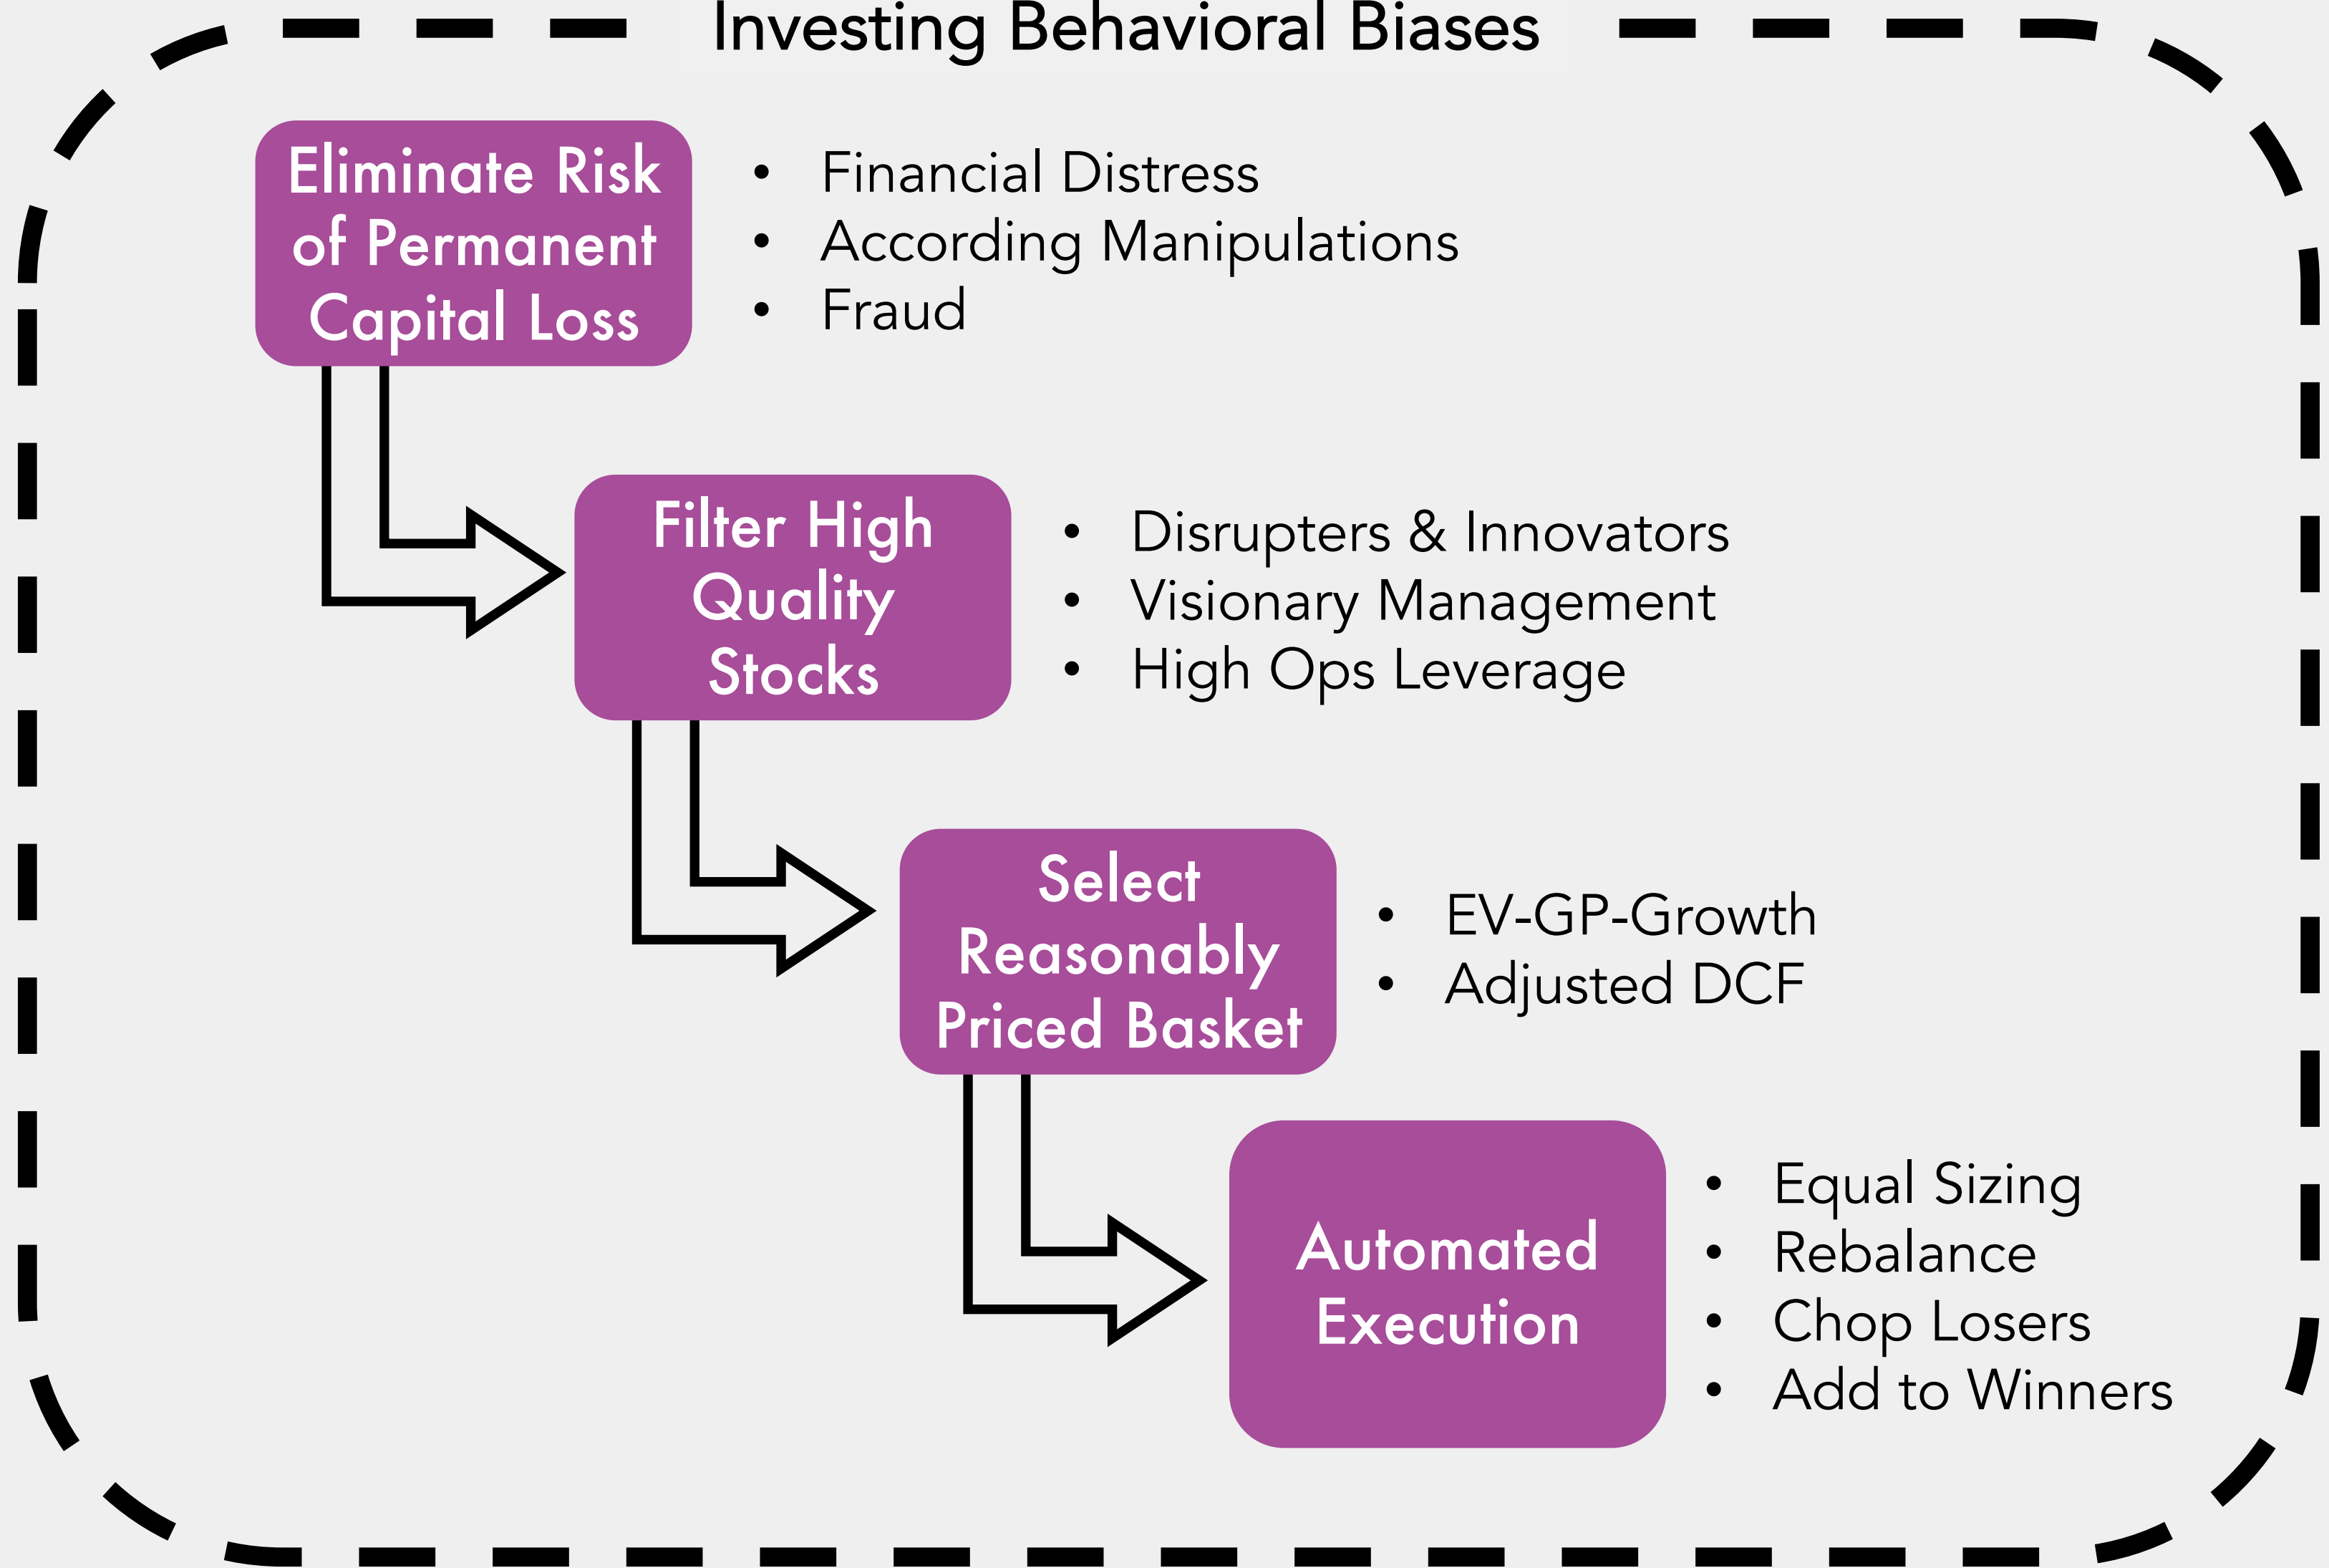 Investing Behavioral Biases
Eliminate Risk
of Permanent
Capital Loss
• Financial Distress
• According Manipulations
• Fraud
Filter High
Quality
Stocks
• Disrupters & Innovators
• Visionary Management
• High Ops Leverage
Select
Reasonably
Priced Basket
• EV-GP-Growth
• Adjusted DCF
Automated
Execution
• Equal Sizing
• Rebalance
• Chop Losers
• Add to Winners